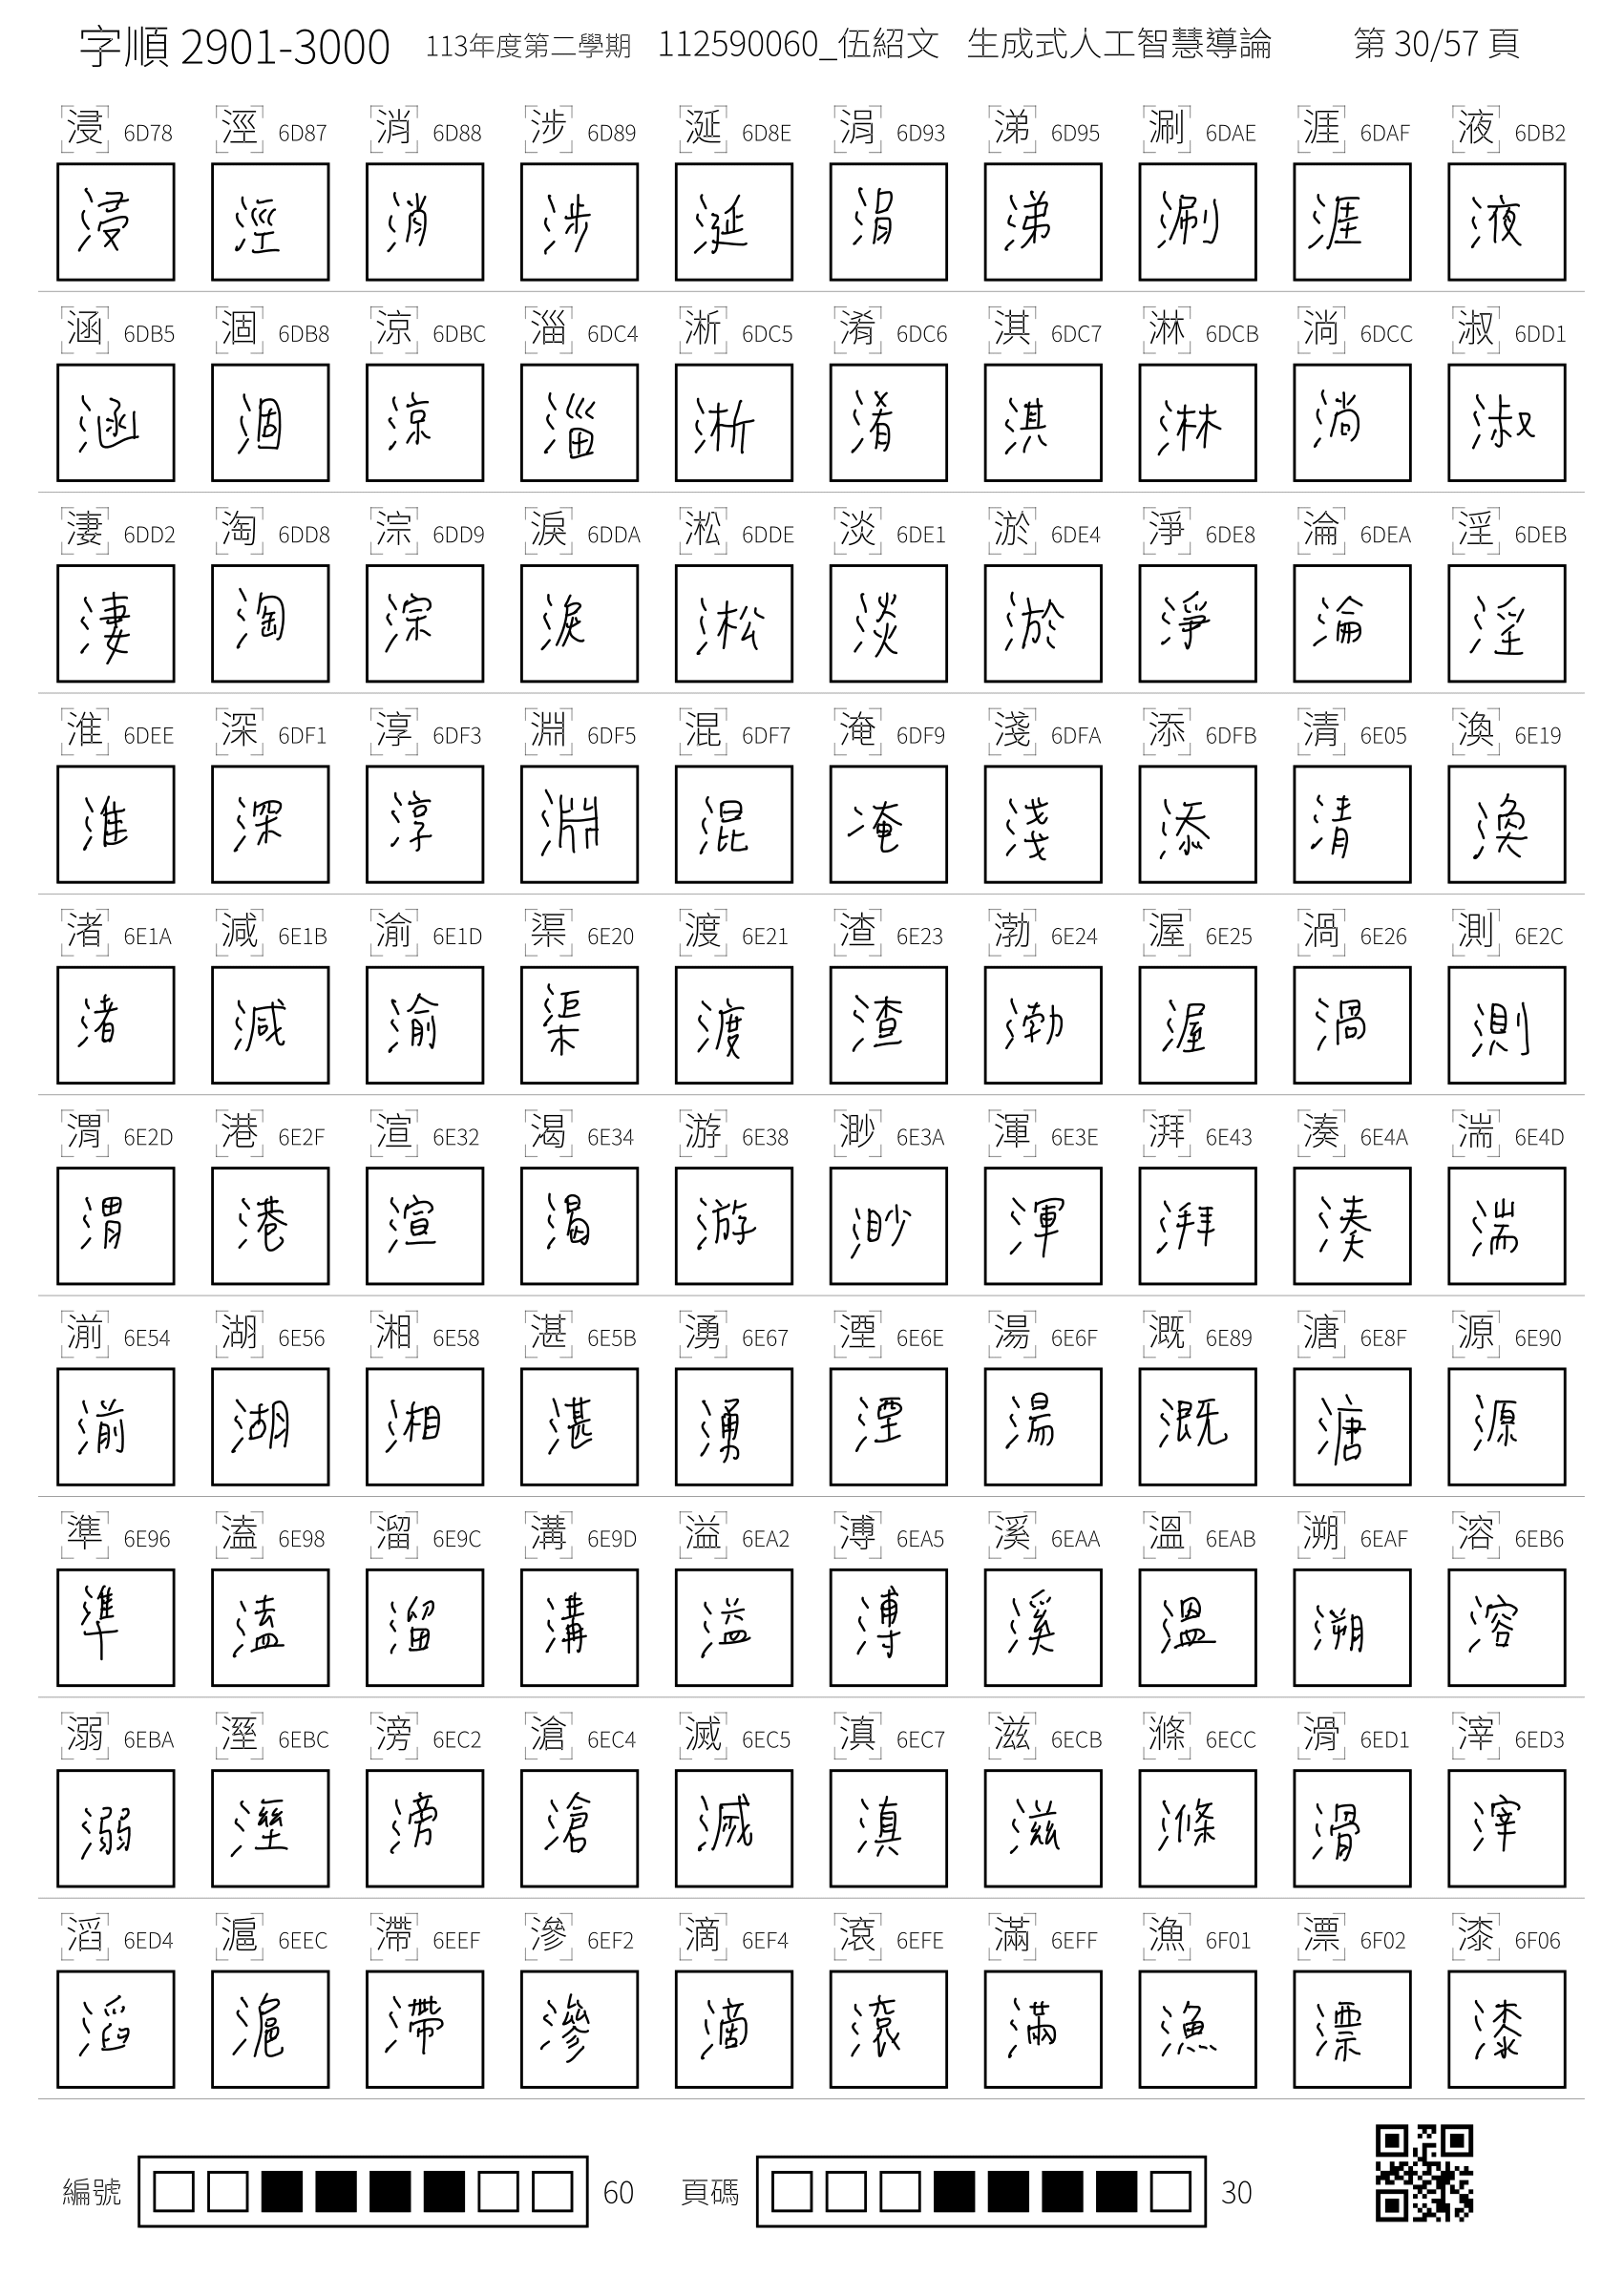 字順 2901-3000 113年度第二學期 112590060_伍紹文 生成式人工智慧導論 第 30/57 頁
浸 6D78 涇 6D87 消 6D88 涉 6D89 涎 6D8E 涓 6D93 涕 6D95 涮 6DAE 涯 6DAF 液 6DB2
浸 涇 消 涉 涎 涓 涕 涮 涯 液
涵 6DB5 涸 6DB8 涼 6DBC 淄 6DC4 淅 6DC5 淆 6DC6 淇 6DC7 淋 6DCB 淌 6DCC 淑 6DD1
涵 涸 涼 淄 淅 淆 淇 淋 淌 淑
淒 6DD2 淘 6DD8 淙 6DD9 淚 6DDA 淞 6DDE 淡 6DE1 淤 6DE4 淨 6DE8 淪 6DEA 淫 6DEB
淒 淘 淙 淚 淞 淡 淤 淨 淪 淫
淮 6DEE 深 6DF1 淳 6DF3 淵 6DF5 混 6DF7 淹 6DF9 淺 6DFA 添 6DFB 清 6E05 渙 6E19
淮 深 淳 淵 混 淹 淺 添 清 渙
渚 6E1A 減 6E1B 渝 6E1D 渠 6E20 渡 6E21 渣 6E23 渤 6E24 渥 6E25 渦 6E26 測 6E2C
渚 減 渝 渠 渡 渣 渤 渥 渦 測
渭 6E2D 港 6E2F 渲 6E32 渴 6E34 游 6E38 渺 6E3A 渾 6E3E 湃 6E43 湊 6E4A 湍 6E4D
渭 港 渲 渴 游 渺 渾 湃 湊 湍
湔 6E54 湖 6E56 湘 6E58 湛 6E5B 湧 6E67 湮 6E6E 湯 6E6F 溉 6E89 溏 6E8F 源 6E90
湔 湖 湘 湛 湧 湮 湯 溉 溏 源
準 6E96 溘 6E98 溜 6E9C 溝 6E9D 溢 6EA2 溥 6EA5 溪 6EAA 溫 6EAB 溯 6EAF 溶 6EB6
準 溘 溜 溝 溢 溥 溪 溫 溯 溶
溺 6EBA 溼 6EBC 滂 6EC2 滄 6EC4 滅 6EC5 滇 6EC7 滋 6ECB 滌 6ECC 滑 6ED1 滓 6ED3
溺 溼 滂 滄 滅 滇 滋 滌 滑 滓
滔 6ED4 滬 6EEC 滯 6EEF 滲 6EF2 滴 6EF4 滾 6EFE 滿 6EFF 漁 6F01 漂 6F02 漆 6F06
滔 滬 滯 滲 滴 滾 滿 漁 漂 漆
編號 60 頁碼 30